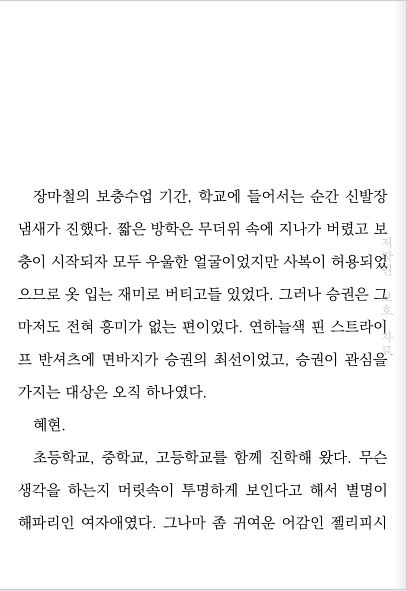 장마철의 보충수업 기간, 학교에 들어서는 순간 신발장
냄새가 진했다. 짧은 방학은 무더위 속에 지나가 버렸고 보
충이 시작되자 모두 우울한 얼굴이었지만 사복이 허용되었
으므로 옷 입는 재미로 버티고들 있었다. 그러나 승권은 그
마저도 전혀 흥미가 없는 편이었다. 연하늘색 핀 스트라이
프 반셔츠에 면바지가 승권의 최선이었고, 승권이 관심을
가지는 대상은 오직 하나였다.
혜현.
초등학교, 중학교, 고등학교를 함께 진학해 왔다. 무슨
생각을 하는지 머릿속이 투명하게 보인다고 해서 별명이
해파리인 여자애였다. 그나마 좀 귀여운 어감인 젤리피시